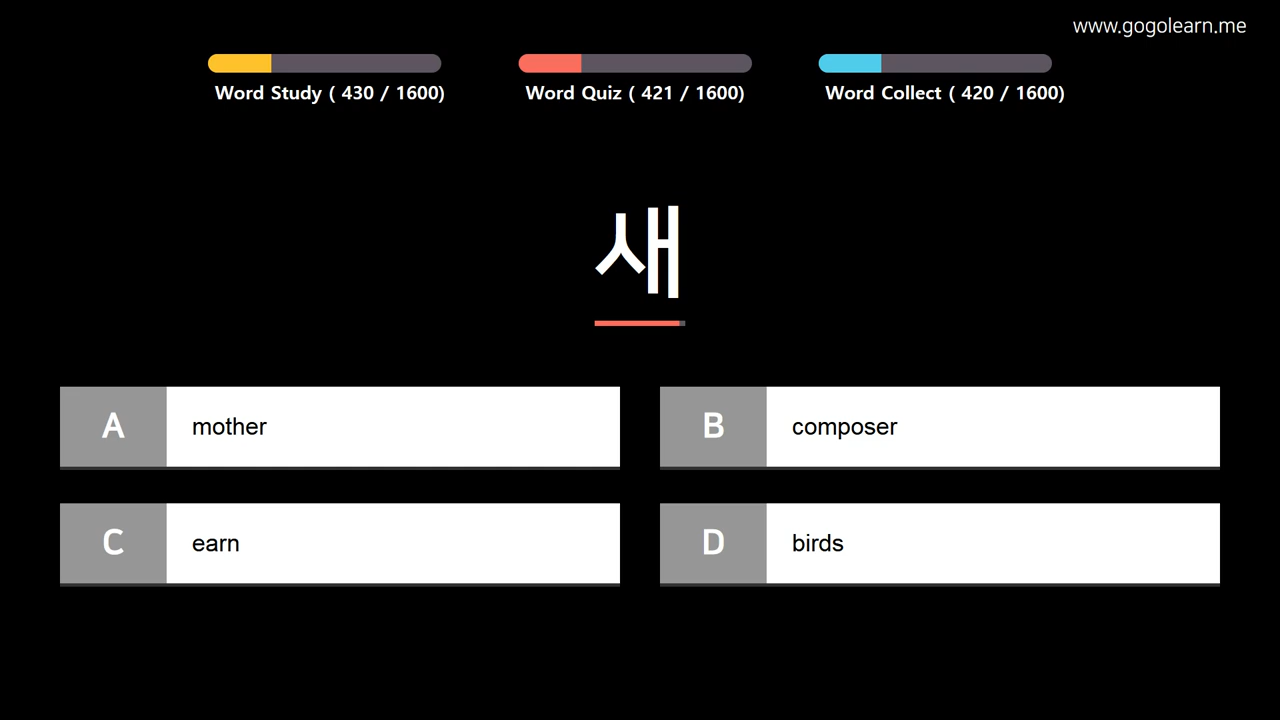 www.gogolearn.me
Word Study ( 430 / 1600)
Word Quiz ( 421 / 1600)
Word Collect ( 420 / 1600)
새
A mother
B composer
C earn
D birds